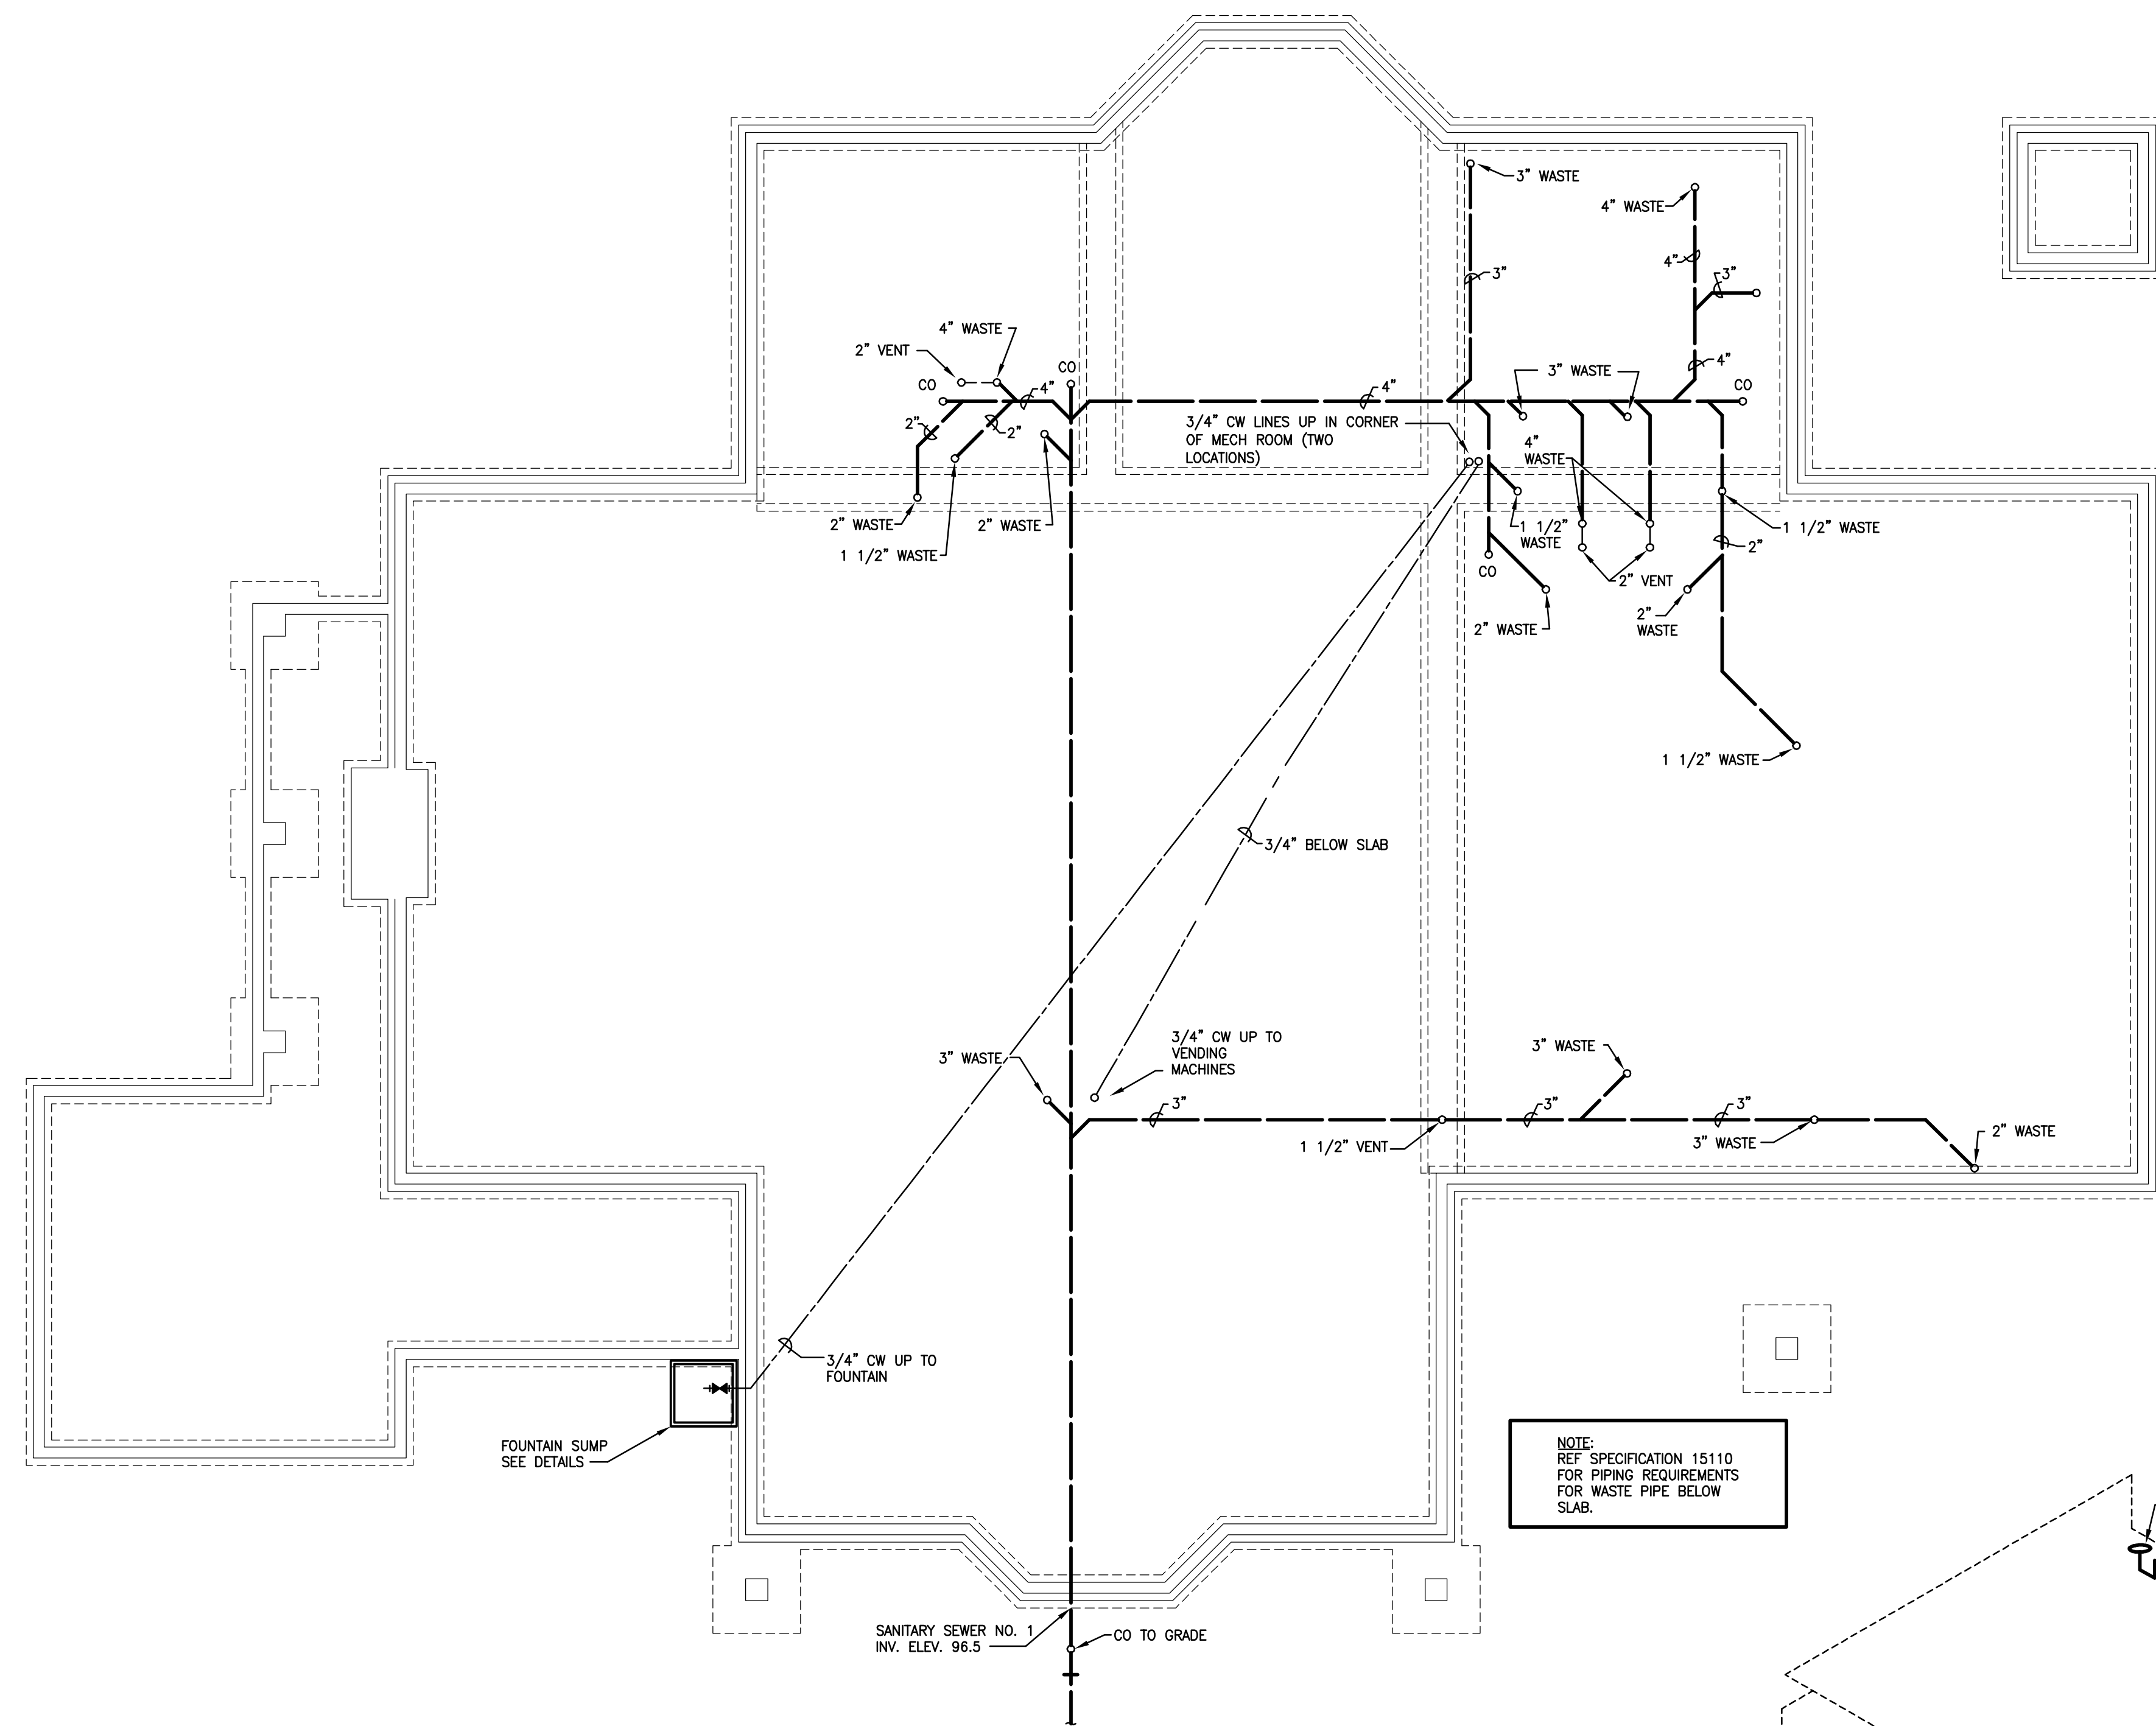 3" WASTE
4" WASTE
4"
3"
3"
4" WASTE
2" VENT
CO
CO
4"
4"
3" WASTE
4"
CO
2"
2"
3/4" CW LINES UP IN CORNER
OF MECH ROOM (TWO
LOCATIONS)
4"
WASTE
2" WASTE
2" WASTE
1 1/2" WASTE
1 1/2"
WASTE
1 1/2" WASTE
2"
CO
2" VENT
2" WASTE
2"
WASTE
1 1/2" WASTE
3/4" BELOW SLAB
3" WASTE
3/4" CW UP TO
VENDING
MACHINES
3" WASTE
3"
3"
3"
1 1/2" VENT
3" WASTE
2" WASTE
3/4" CW UP TO
FOUNTAIN
FOUNTAIN SUMP
SEE DETAILS
NOTE:
REF SPECIFICATION 15110
FOR PIPING REQUIREMENTS
FOR WASTE PIPE BELOW
SLAB.
SANITARY SEWER NO. 1
INV. ELEV. 96.5
CO TO GRADE